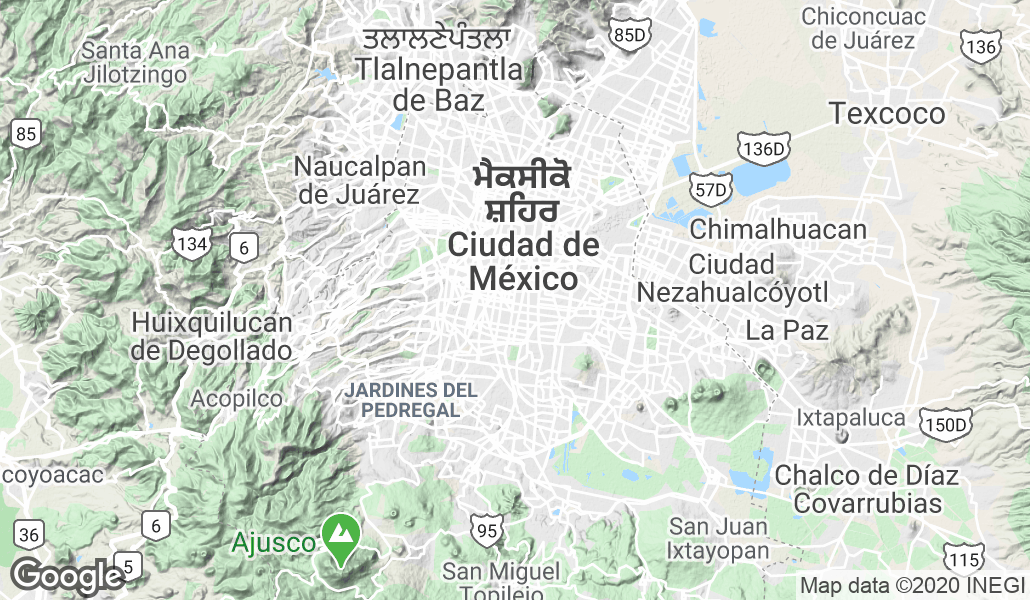 Chiconcuac
de Juárez
85D
136
ਤਲਾਲਣੇਪੰਤਲਾ
Tlalnepantla
de Baz
Santa Ana
Jilotzingo
Texcoco
85
136D
Naucalpan
de Juárez
ਮੈਕਸੀਕੋ
ਸ਼ਹਿਰ
Ciudad de
México
57D
134
6
Chimalhuacan
Ciudad
Nezahualcóyotl
Huixquilucan
de Degollado
La Paz
Acopilco
JARDINES DEL
PEDREGAL
Ixtapaluca
150D
coyoacac
Chalco de Díaz
Covarrubias
36
6
Ajusco
95
San Juan
Ixtayopan
115
5
San Miguel
Topilejo
Google
Map data ©2020 INEGI